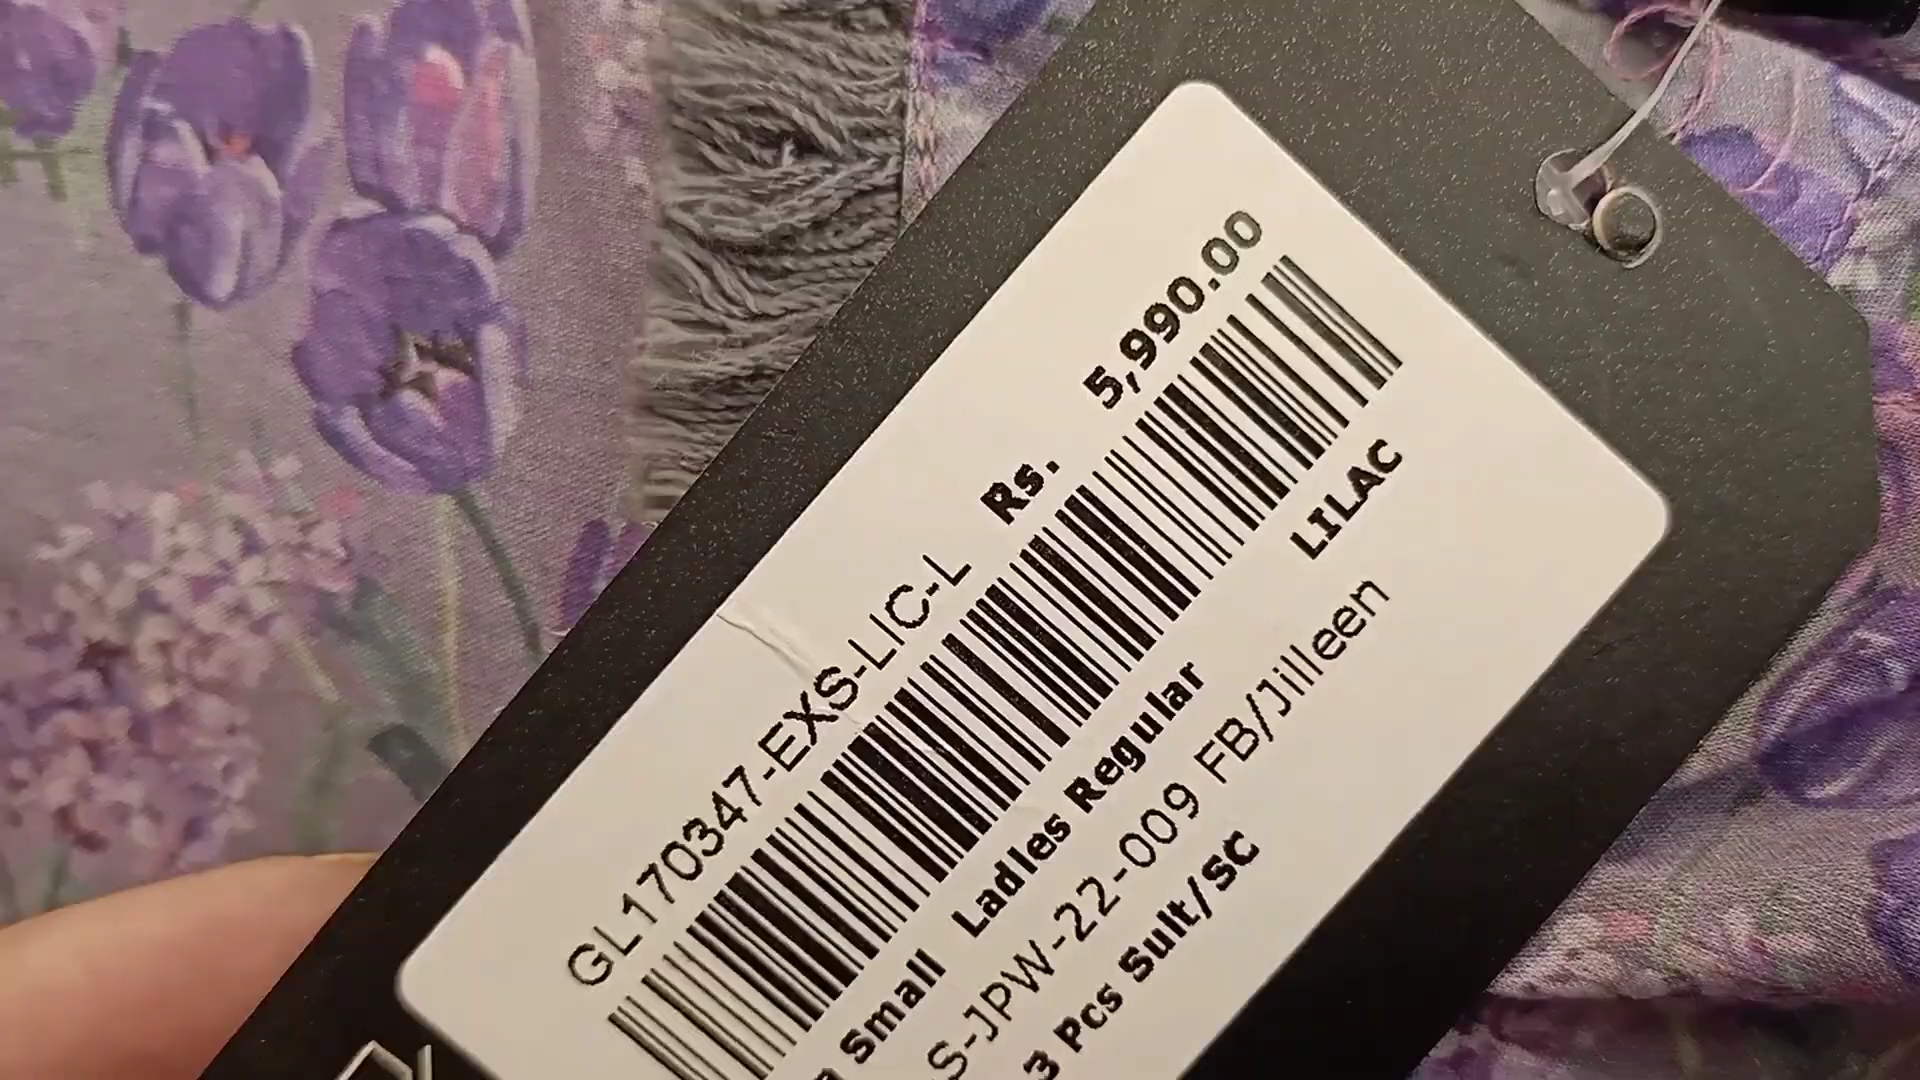 Rs. 5,990.00
GL170347-EXS-LIC-L
LILAC
Small Ladies Regular
S-JPW-22-009 FB/Jilleen
3 Pcs Suit/SC